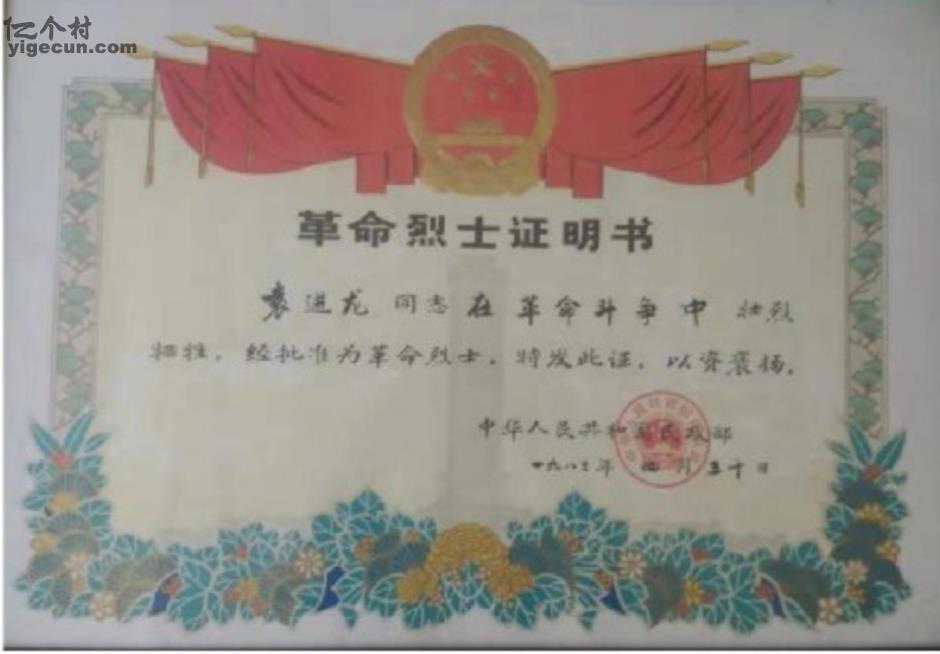 亿个村
yigecun.com
革命烈士证明书
袁进龙同志在革命斗争中壮烈
牺牲，经批准为革命烈士。特发此证，以资褒扬。
中华人民共和国民政部
一九八三年 四月 三十日